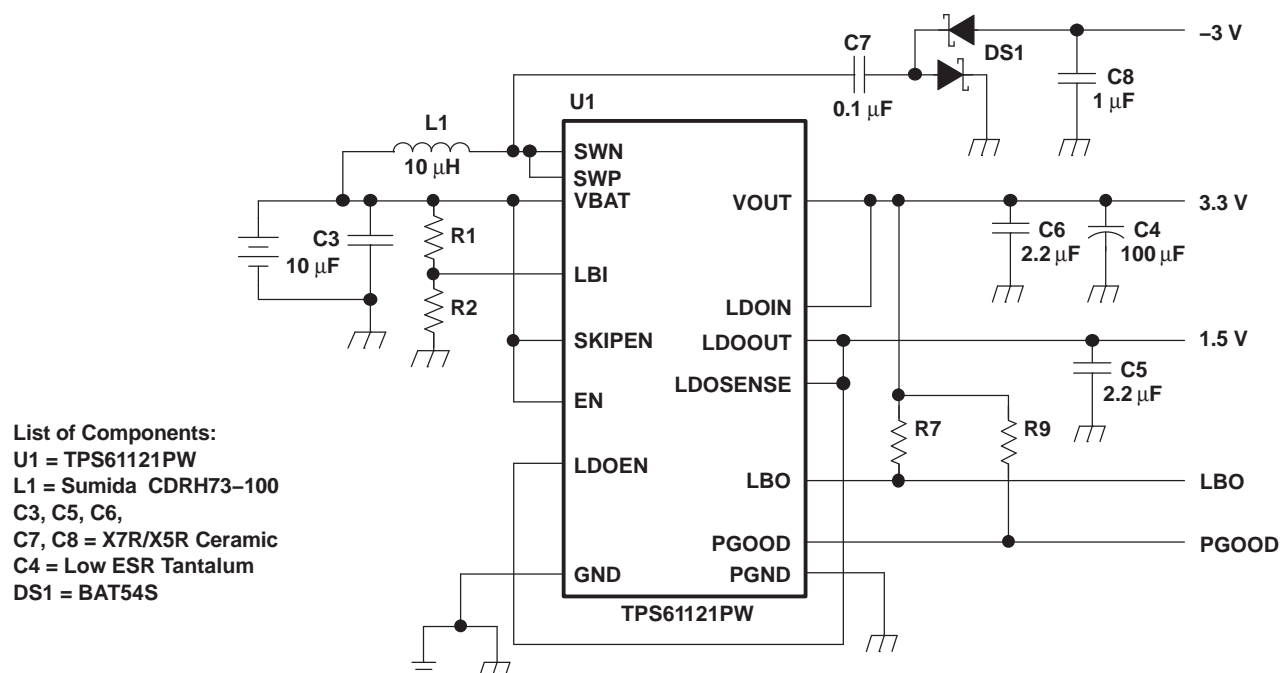 –3 V
C7
DS1
C8
0.1 µF
1 µF
U1
L1
10 µH
SWN
SWP
VBAT
VOUT
3.3 V
C3
10 µF
R1
C6
2.2 µF
C4
100 µF
LBI
R2
LDOIN
SKIPEN
LDOOUT
1.5 V
LDOSENSE
C5
2.2 µF
EN
R7
R9
List of Components:
U1 = TPS61121PW
L1 = Sumida CDRH73–100
C3, C5, C6,
C7, C8 = X7R/X5R Ceramic
C4 = Low ESR Tantalum
DS1 = BAT54S
LDOEN
LBO
LBO
PGOOD
PGOOD
GND
PGND
TPS61121PW